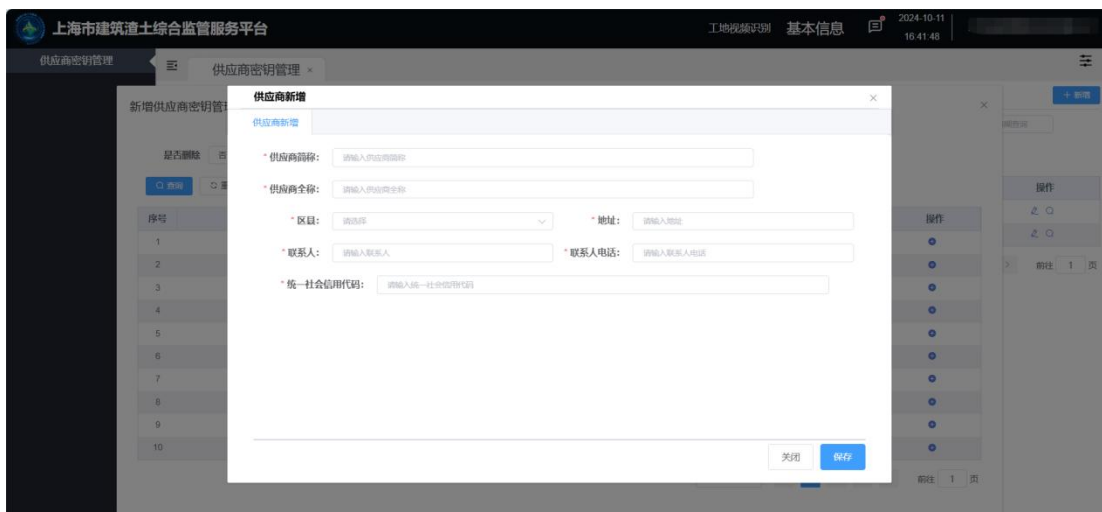 上海市建筑渣土综合监管服务平台
工地视频识别 基本信息 2024-10-11
16:41:48
供应商密钥管理
供应商密钥管理 ×
+ 新增
新增供应商密钥管
供应商新增
供应商新增
是否删除 否
* 供应商简称: 请输入供应商简称
查询
* 供应商全称: 请输入供应商全称
操作
序号
* 区县: 请选择
* 地址: 请输入地址
操作
* 联系人: 请输入联系人
* 联系人电话: 请输入联系人电话
* 统一社会信用代码: 请输入统一社会信用代码
1
2
3
4
5
6
7
8
9
10
前往 1 页
关闭 保存
前往 1 页